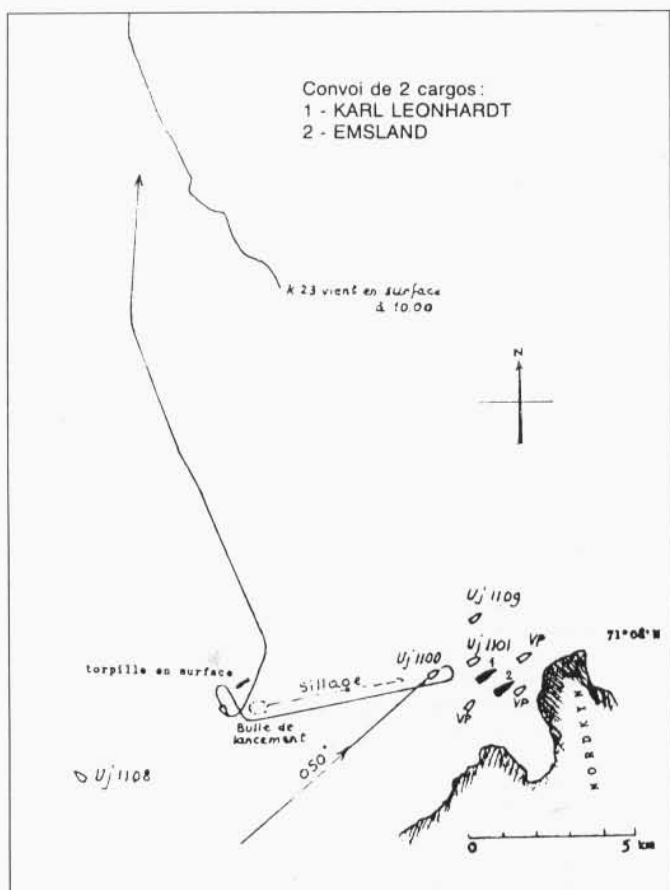 Convoi de 2 cargos :
1 - KARL LEONHARDT
2 - EMSLAND
K 23 vient en surface
à 10.00
N
Uj 1109
71°08'N
Uj 1101
VP
1
Uj 1100
2
torpille en surface
sillage
VP
VP
Bulle de
lancement
NORDKYN
050°
Uj 1108
0 5 km